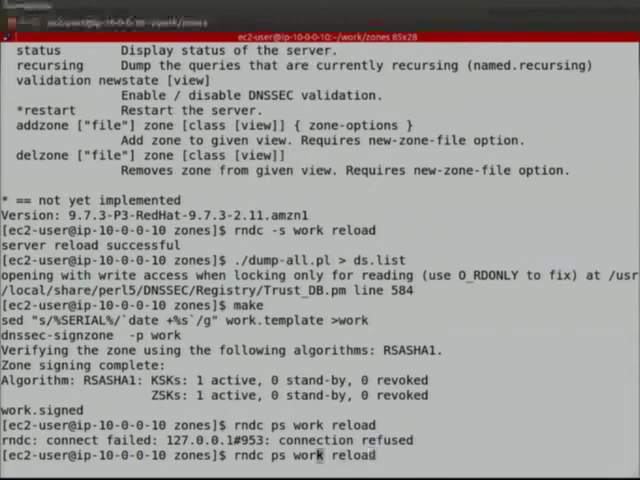 ec2-user@ip-10-0-0-10:~/work/zones 85x28
status        Display status of the server.
recursing     Dump the queries that are currently recursing (named.recursing)
validation newstate [view]
Enable / disable DNSSEC validation.
*restart      Restart the server.
addzone ["file"] zone [class [view]] { zone-options }
Add zone to given view. Requires new-zone-file option.
delzone ["file"] zone [class [view]]
Removes zone from given view. Requires new-zone-file option.
* == not yet implemented
Version: 9.7.3-P3-RedHat-9.7.3-2.11.amzn1
[ec2-user@ip-10-0-0-10 zones]$ rndc -s work reload
server reload successful
[ec2-user@ip-10-0-0-10 zones]$ ./dump-all.pl > ds.list
opening with write access when locking only for reading (use O_RDONLY to fix) at /usr
/local/share/perl5/DNSSEC/Registry/Trust_DB.pm line 584
[ec2-user@ip-10-0-0-10 zones]$ make
sed "s/%SERIAL%/`date +%s`/g" work.template >work
dnssec-signzone  -p work
Verifying the zone using the following algorithms: RSASHA1.
Zone signing complete:
Algorithm: RSASHA1: KSKs: 1 active, 0 stand-by, 0 revoked
ZSKs: 1 active, 0 stand-by, 0 revoked
work.signed
[ec2-user@ip-10-0-0-10 zones]$ rndc ps work reload
rndc: connect failed: 127.0.0.1#953: connection refused
[ec2-user@ip-10-0-0-10 zones]$ rndc ps work reload